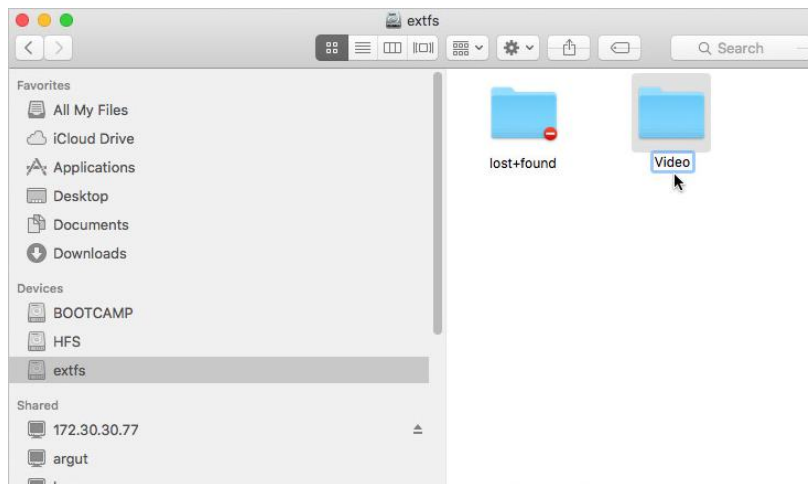 extfs
Search
Favorites
All My Files
iCloud Drive
Applications
Desktop
Documents
Downloads
Devices
BOOTCAMP
HFS
extfs
Shared
172.30.30.77
argut
lost+found
Video